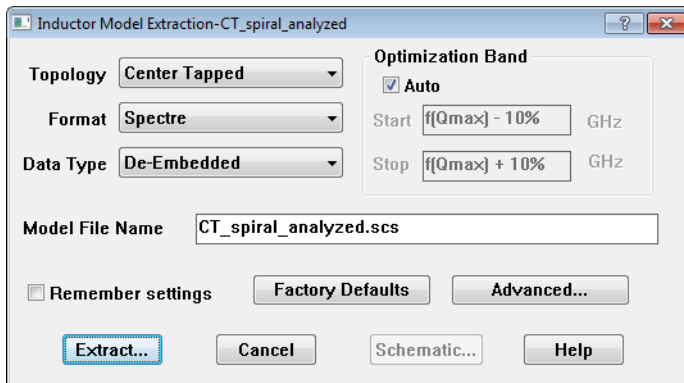 Inductor Model Extraction-CT_spiral_analyzed
Topology Center Tapped
Format Spectre
Data Type De-Embedded
Optimization Band
Auto
Start f(Qmax) - 10% GHz
Stop f(Qmax) + 10% GHz
Model File Name CT_spiral_analyzed.scs
Remember settings Factory Defaults Advanced...
Extract... Cancel Schematic... Help